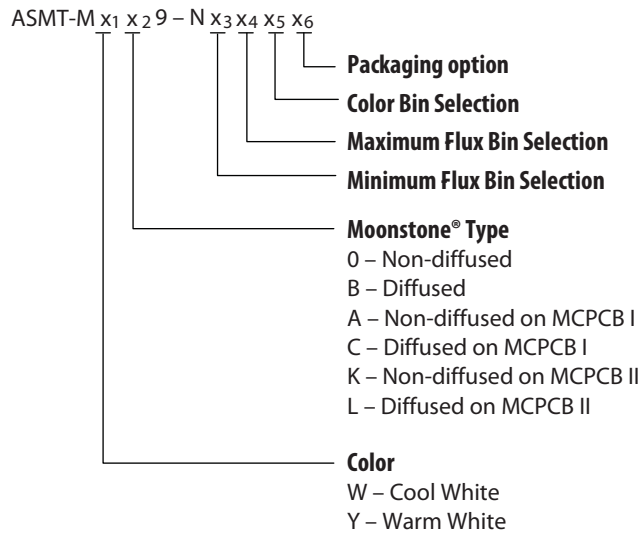 ASMT-M x1 x2 9 – N x3 x4 x5 x6
Packaging option
Color Bin Selection
Maximum Flux Bin Selection
Minimum Flux Bin Selection
Moonstone® Type
0 – Non-diffused
B – Diffused
A – Non-diffused on MCPCB I
C – Diffused on MCPCB I
K – Non-diffused on MCPCB II
L – Diffused on MCPCB II
Color
W – Cool White
Y – Warm White